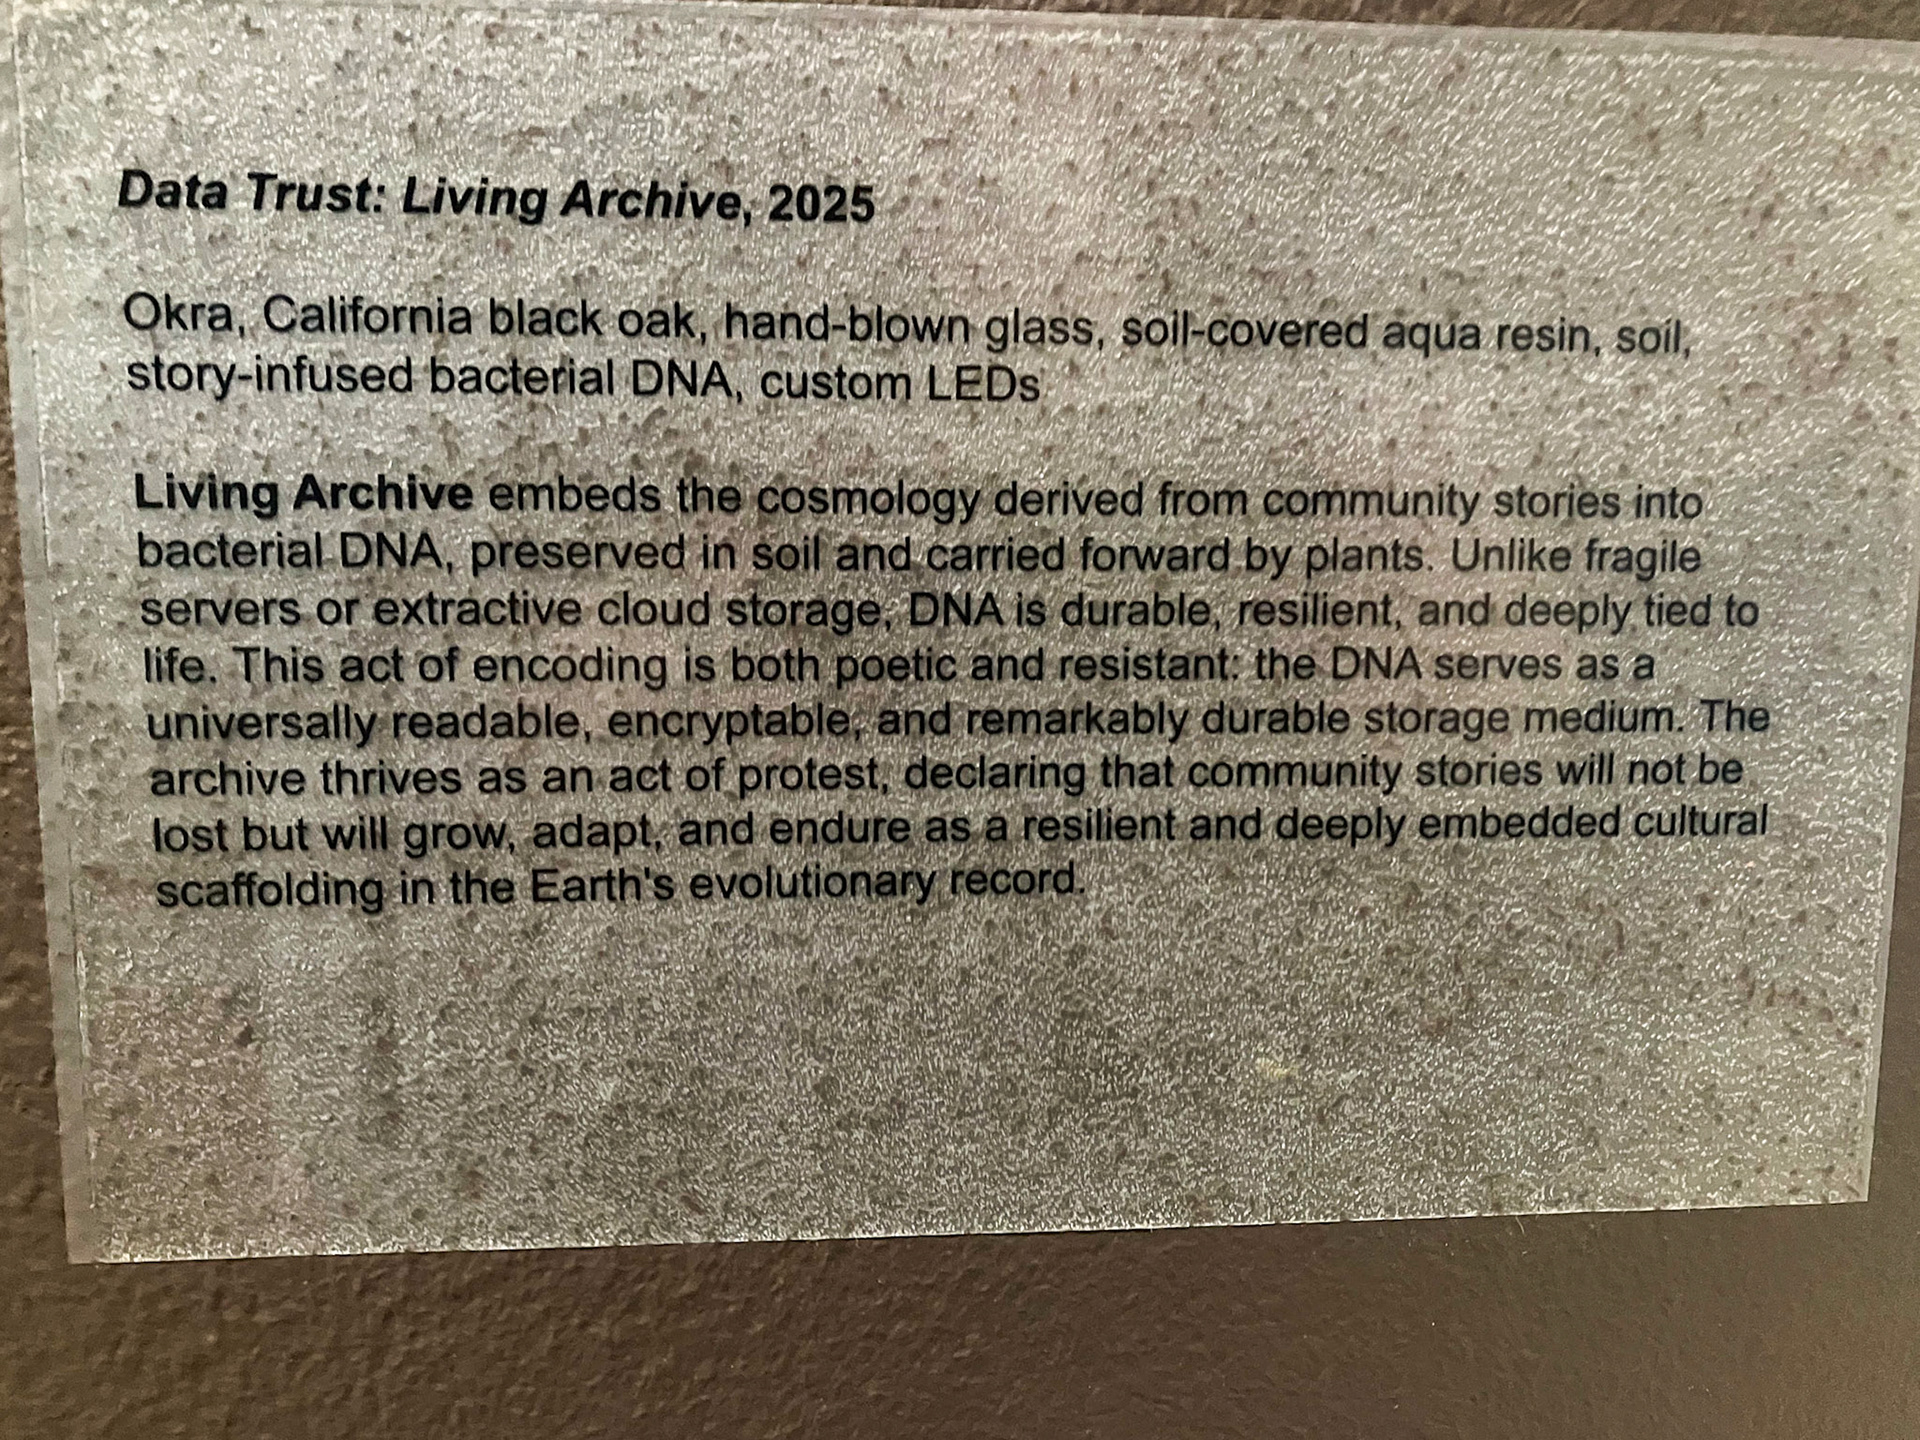 Data Trust: Living Archive, 2025
Okra, California black oak, hand-blown glass, soil-covered aqua resin, soil,
story-infused bacterial DNA, custom LEDs
Living Archive embeds the cosmology derived from community stories into
bacterial DNA, preserved in soil and carried forward by plants. Unlike fragile
servers or extractive cloud storage, DNA is durable, resilient, and deeply tied to
life. This act of encoding is both poetic and resistant: the DNA serves as a
universally readable, encryptable, and remarkably durable storage medium. The
archive thrives as an act of protest, declaring that community stories will not be
lost but will grow, adapt, and endure as a resilient and deeply embedded cultural
scaffolding in the Earth's evolutionary record.